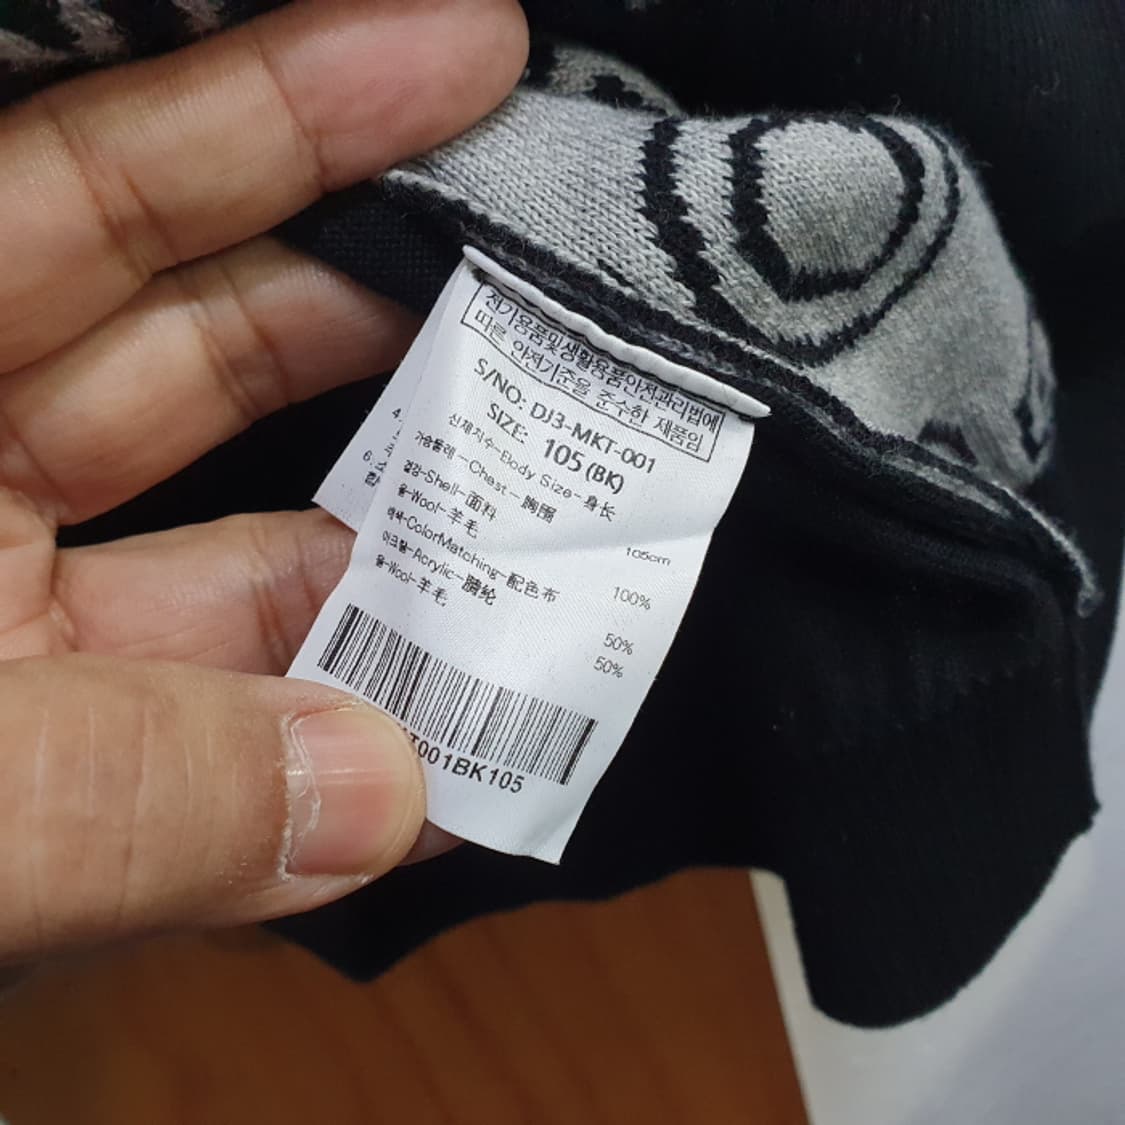 전기용품및생활용품안전관리법에
따른 안전기준을 준수한 제품임
S/NO: DJ3-MKT-001
SIZE: 105(BK)
신체치수-Body Size-身长
가슴둘레-Chest-胸圍 105cm
겉감-Shell-面料
울-Wool-羊毛 100%
배색-ColorMatching-配色布
아크릴-Acrylic-腈纶 50%
울-Wool-羊毛 50%
T001BK105
4.
6.